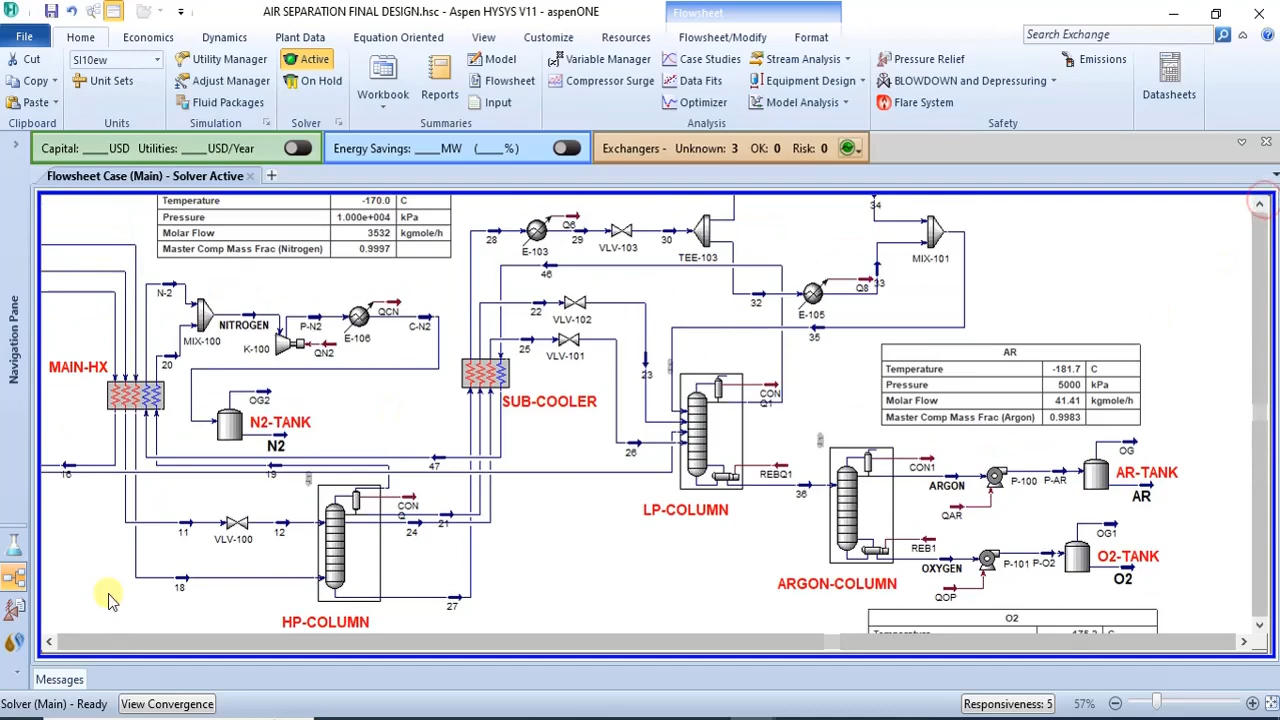 AIR SEPARATION FINAL DESIGN.hsc - Aspen HYSYS V11 - aspenONE
Flowsheet
File Home Economics Dynamics Plant Data Equation Oriented View Customize Resources Flowsheet/Modify Format Search Exchange
Cut SI10ew Utility Manager Active Model Variable Manager Case Studies Stream Analysis Pressure Relief Emissions
Copy Unit Sets Adjust Manager On Hold Workbook Reports Flowsheet Compressor Surge Data Fits Equipment Design BLOWDOWN and Depressuring Datasheets
Paste Fluid Packages Input Optimizer Model Analysis Flare System
Clipboard Units Simulation Solver Summaries Analysis Safety
Capital: ____USD Utilities: ____USD/Year Energy Savings: ____MW (____%) Exchangers - Unknown: 3 OK: 0 Risk: 0
Flowsheet Case (Main) - Solver Active +
Navigation Pane
Temperature -170.0 C
Pressure 1.000e+004 kPa
Molar Flow 3532 kgmole/h
Master Comp Mass Frac (Nitrogen) 0.9997
34
28 Q6
E-103 29 VLV-103 30 TEE-103
MIX-101
46
N-2
Q8 33
32
E-105
35
QCN
22 VLV-102
P-N2 C-N2
NITROGEN
E-106
MIX-100 K-100 QN2
25 VLV-101
20
23
MAIN-HX
SUB-COOLER
CON
Q1
AR
Temperature -181.7 C
Pressure 5000 kPa
Molar Flow 41.41 kgmole/h
Master Comp Mass Frac (Argon) 0.9983
OG2
N2-TANK
N2
26
16 19 47
REBQ1
36
LP-COLUMN
OG
CON1
ARGON P-100 P-AR AR-TANK
AR
QAR
CON
Q
21
24
11 12
VLV-100
OG1
REB1
OXYGEN P-101 P-O2 O2-TANK
O2
ARGON-COLUMN
QOP
18
27
HP-COLUMN
O2
Messages
Solver (Main) - Ready View Convergence Responsiveness: 5 57%